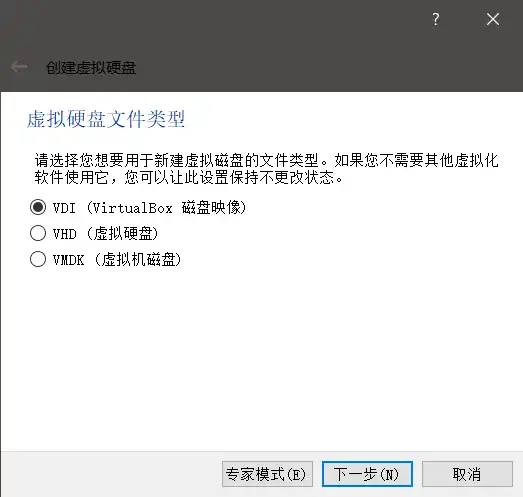 ?
创建虚拟硬盘
虚拟硬盘文件类型
请选择您想要用于新建虚拟磁盘的文件类型。如果您不需要其他虚拟化
软件使用它，您可以让此设置保持不更改状态。
VDI (VirtualBox 磁盘映像)
VHD (虚拟硬盘)
VMDK (虚拟机磁盘)
专家模式(E) 下一步(N) 取消